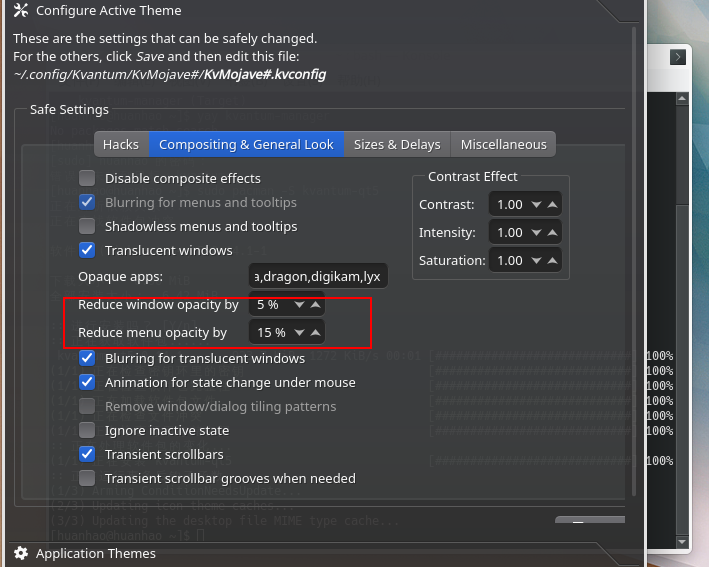 Configure Active Theme
These are the settings that can be safely changed.
For the others, click Save and then edit this file:
~/.config/Kvantum/KvMojave#/KvMojave#.kvconfig
Safe Settings
Hacks Compositing & General Look Sizes & Delays Miscellaneous
Disable composite effects
Blurring for menus and tooltips
Shadowless menus and tooltips
Translucent windows
Opaque apps: a,dragon,digikam,lyx
Reduce window opacity by 5 %
Reduce menu opacity by 15 %
Blurring for translucent windows
Animation for state change under mouse
Remove window/dialog tiling patterns
Ignore inactive state
Transient scrollbars
Transient scrollbar grooves when needed
Contrast Effect
Contrast: 1.00
Intensity: 1.00
Saturation: 1.00
100%
100%
100%
100%
100%
100%
100%
(1/3) Arming ConditionNeedsUpdate...
(2/3) Updating icon theme caches...
(3/3) Updating the desktop file MIME type cache...
[huanhao@huanhao ~]$
Application Themes